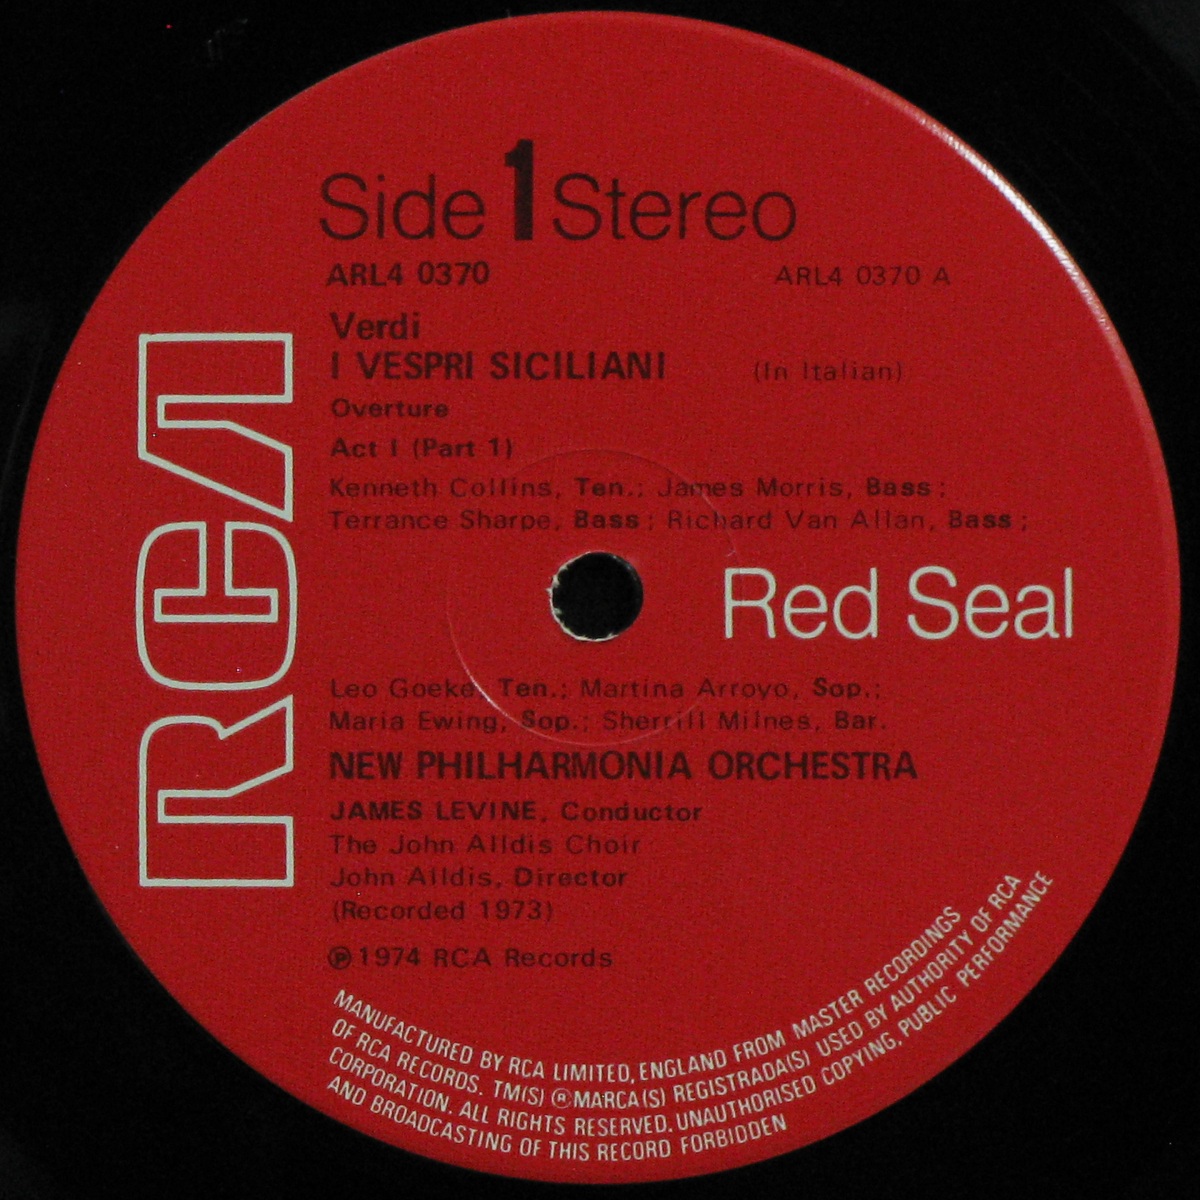 Side 1 Stereo
ARL4 0370 ARL4 0370 A
Verdi
I VESPRI SICILIANI (In Italian)
Overture
Act I (Part 1)
Kenneth Collins, Ten.; James Morris, Bass;
Terrance Sharpe, Bass; Richard Van Allan, Bass;
RCA
Red Seal
Leo Goeke, Ten.; Martina Arroyo, Sop.;
Maria Ewing, Sop.; Sherrill Milnes, Bar.
NEW PHILHARMONIA ORCHESTRA
JAMES LEVINE, Conductor
The John Alldis Choir
John Alldis, Director
(Recorded 1973)
℗ 1974 RCA Records
MANUFACTURED BY RCA LIMITED, ENGLAND FROM MASTER RECORDINGS
OF RCA RECORDS. TM(S) ® MARCA(S) REGISTRADA(S) USED BY AUTHORITY OF RCA
CORPORATION. ALL RIGHTS RESERVED. UNAUTHORISED COPYING, PUBLIC PERFORMANCE
AND BROADCASTING OF THIS RECORD FORBIDDEN